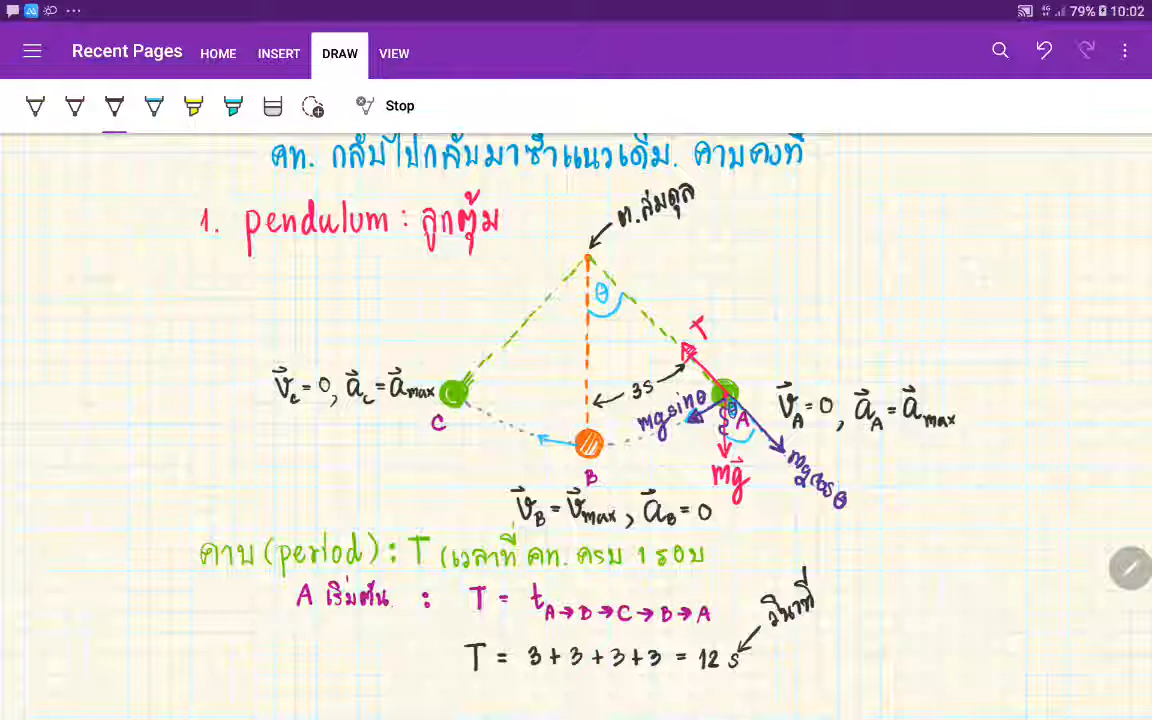 4G 79% 10:02
Recent Pages HOME INSERT DRAW VIEW
Stop
คท. กลับไปกลับมาซ้ำแนวเดิม. คาบคงที่
1. pendulum : ลูกตุ้ม
ต.สมดุล
θ
T
3s
v⃗c = 0, a⃗c = a⃗max
C
mg sinθ
θ
A
v⃗A = 0, a⃗A = a⃗max
mg⃗
mg cosθ
B
v⃗B = v⃗max, a⃗B = 0
คาบ (period) : T (เวลาที่ คท. ครบ 1 รอบ
A เริ่มต้น : T = t A→B→C→B→A
วินาที
T = 3 + 3 + 3 + 3 = 12 s